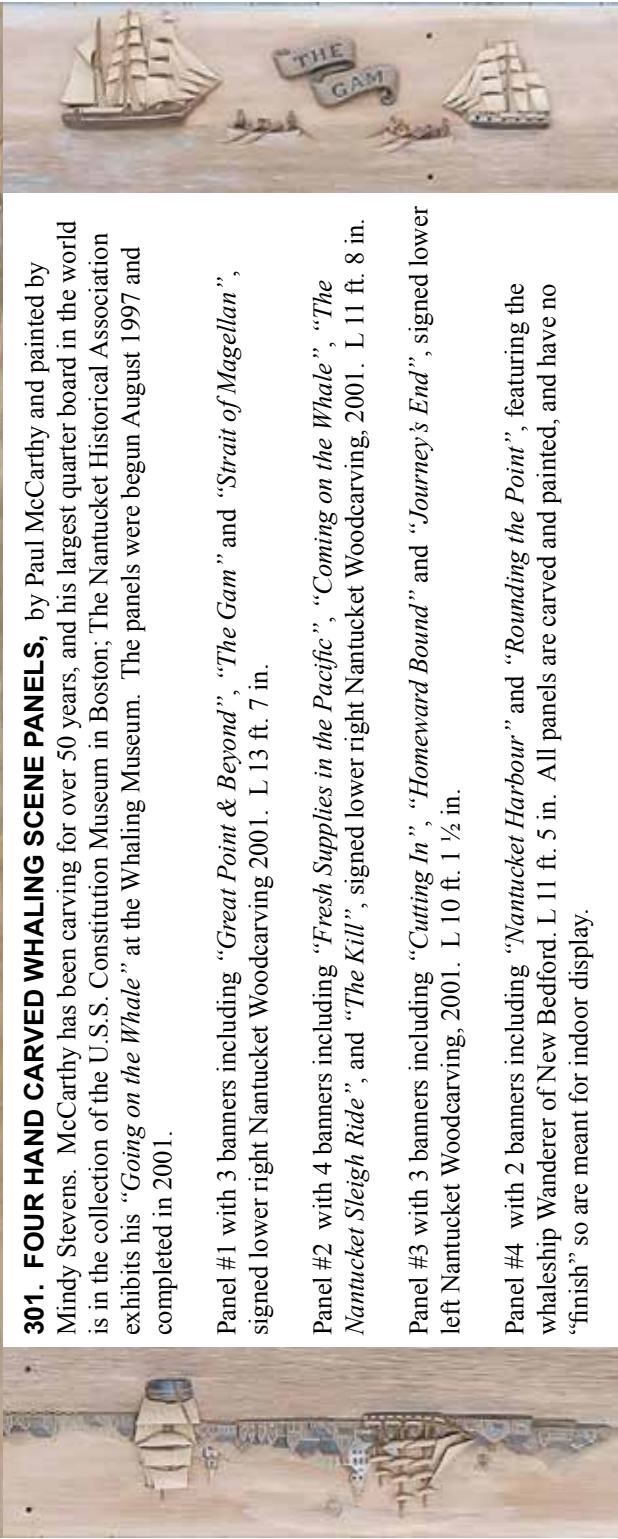 THE
GAM
301. FOUR HAND CARVED WHALING SCENE PANELS, by Paul McCarthy and painted by
Mindy Stevens.  McCarthy has been carving for over 50 years, and his largest quarter board in the world
is in the collection of the U.S.S. Constitution Museum in Boston; The Nantucket Historical Association
exhibits his “Going on the Whale” at the Whaling Museum.  The panels were begun August 1997 and
completed in 2001.
Panel #1 with 3 banners including “Great Point & Beyond”, “The Gam” and “Strait of Magellan”,
signed lower right Nantucket Woodcarving 2001.  L 13 ft. 7 in.
Panel #2  with 4 banners including “Fresh Supplies in the Pacific”, “Coming on the Whale”, “The
Nantucket Sleigh Ride”, and “The Kill”, signed lower right Nantucket Woodcarving, 2001.  L 11 ft. 8 in.
Panel #3 with 3 banners including “Cutting In”, “Homeward Bound” and “Journey’s End”, signed lower
left Nantucket Woodcarving, 2001.  L 10 ft. 1 ½ in.
Panel #4  with 2 banners including “Nantucket Harbour” and “Rounding the Point”, featuring the
whaleship Wanderer of New Bedford. L 11 ft. 5 in.  All panels are carved and painted, and have no
“finish” so are meant for indoor display.